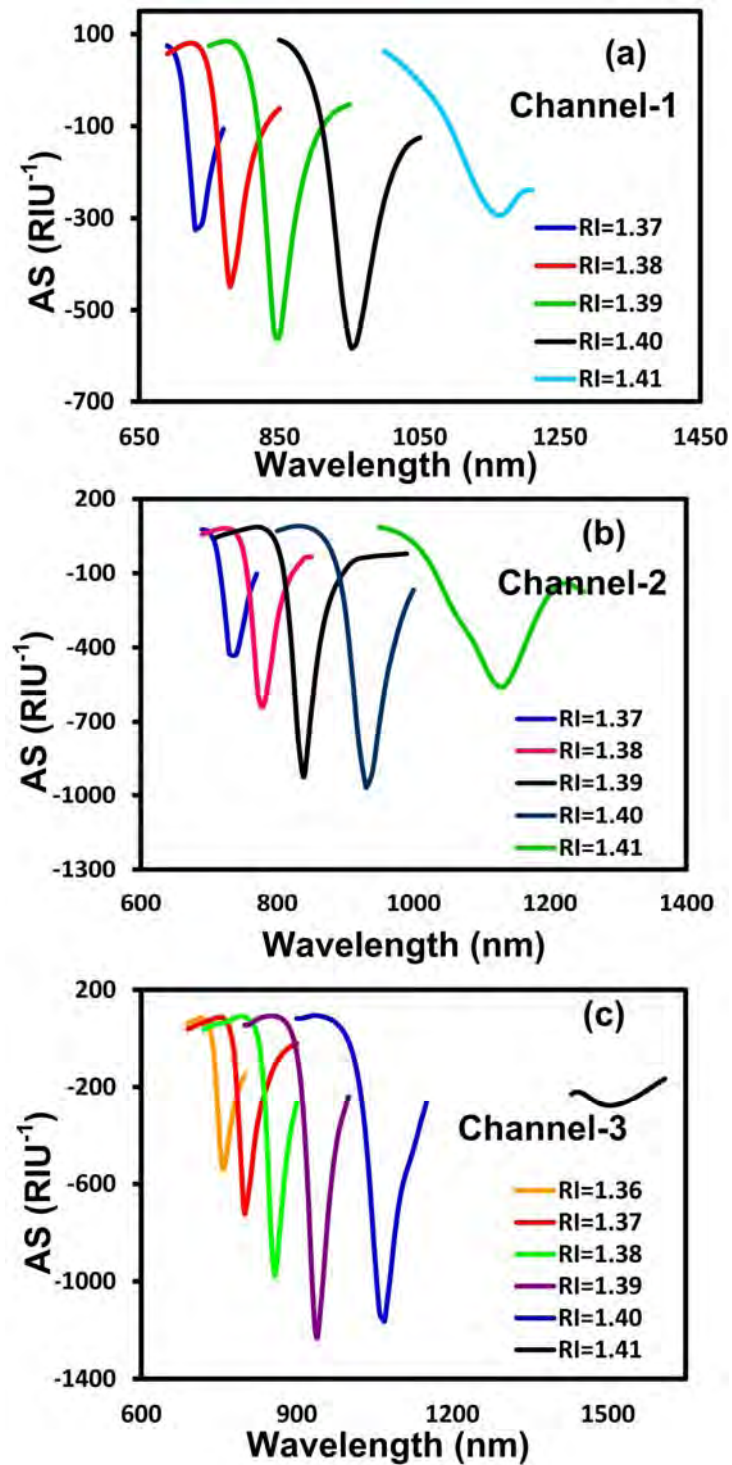 100
-100
-300
-500
-700
AS (RIU⁻¹)
(a)
Channel-1
RI=1.37
RI=1.38
RI=1.39
RI=1.40
RI=1.41
650 850 1050 1250 1450
Wavelength (nm)
200
-100
-400
-700
-1000
-1300
AS (RIU⁻¹)
(b)
Channel-2
RI=1.37
RI=1.38
RI=1.39
RI=1.40
RI=1.41
600 800 1000 1200 1400
Wavelength (nm)
200
-200
-600
-1000
-1400
AS (RIU⁻¹)
(c)
Channel-3
RI=1.36
RI=1.37
RI=1.38
RI=1.39
RI=1.40
RI=1.41
600 900 1200 1500
Wavelength (nm)